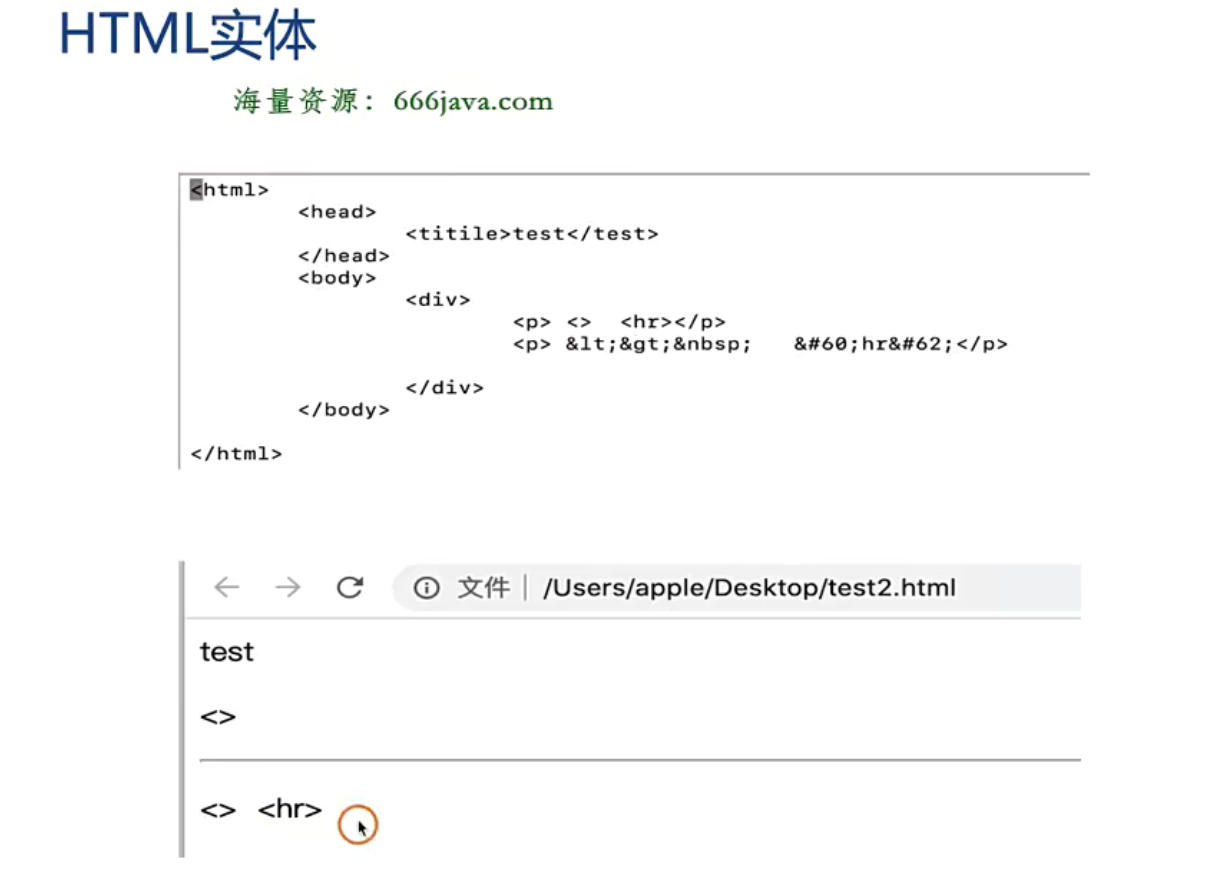 HTML实体
海量资源：666java.com
<html>
<head>
<titile>test</test>
</head>
<body>
<div>
<p> <>  <hr></p>
<p> &lt;&gt;&nbsp;   &#60;hr&#62;</p>
</div>
</body>
</html>
文件 | /Users/apple/Desktop/test2.html
test
<>
<>  <hr>